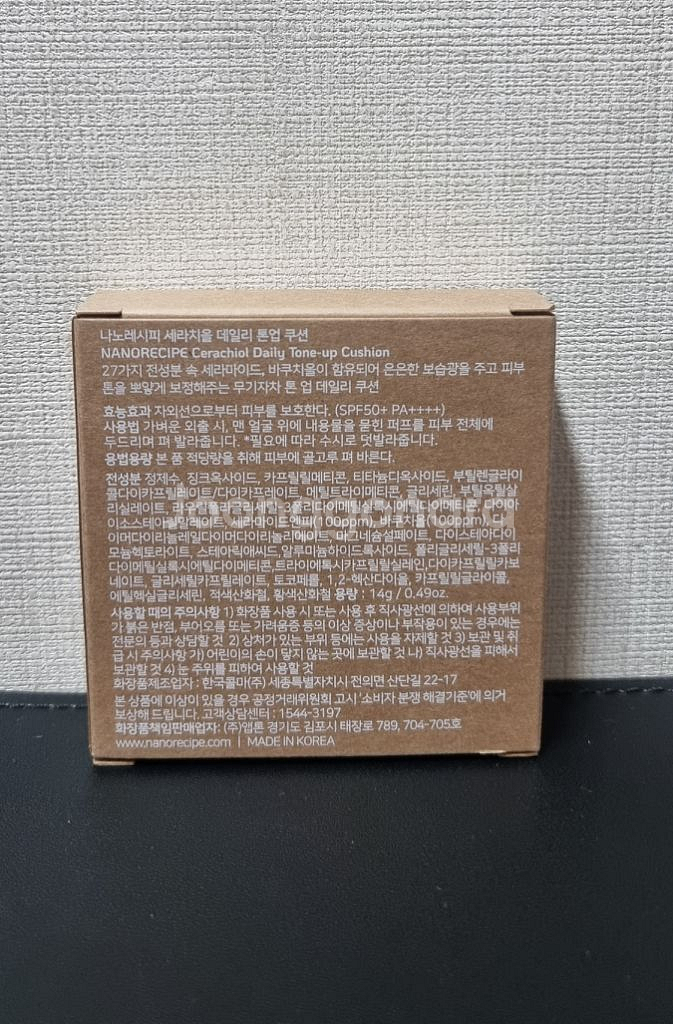 나노레시피 세라치올 데일리 톤업 쿠션
NANORECIPE Cerachiol Daily Tone-up Cushion
27가지 전성분 속 세라마이드, 바쿠치올이 함유되어 은은한 보습광을 주고 피부
톤을 뽀얗게 보정해주는 무기자차 톤 업 데일리 쿠션
효능효과 자외선으로부터 피부를 보호한다. (SPF50+ PA++++)
사용법 가벼운 외출 시, 맨 얼굴 위에 내용물을 묻힌 퍼프를 피부 전체에
두드리며 펴 발라줍니다. *필요에 따라 수시로 덧발라줍니다.
용법용량 본 품 적당량을 취해 피부에 골고루 펴 바른다.
전성분 정제수, 징크옥사이드, 카프릴릴메티콘, 티타늄디옥사이드, 부틸렌글라이
콜다이카프릴레이트/다이카프레이트, 메틸트라이메티콘, 글리세린, 부틸옥틸살
리실레이트, -3폴리다이메틸실록시에틸다이메티콘, 다이아
이소스테아릴말레이트, 세라마이드엔피(100ppm), 바쿠치올(100ppm), 다
이머다이리놀레일다이머다이리놀리에이트, 마그네슘설페이트, 다이스테아다이
모늄헥토라이트, 스테아릭애씨드, 알루미늄하이드록사이드, 폴리글리세릴-3폴리
다이메틸실록시에틸다이메티콘,트라이에톡시카프릴릴실레인,다이카프릴릴카보
네이트, 글리세릴카프릴레이트, 토코페롤, 1,2-헥산다이올, 카프릴릴글라이콜,
에틸헥실글리세린, 적색산화철, 황색산화철 용량 : 14g / 0.49oz.
사용할 때의 주의사항 1) 화장품 사용 시 또는 사용 후 직사광선에 의하여 사용부위
가 붉은 반점, 부어오름 또는 가려움증 등의 이상 증상이나 부작용이 있는 경우에는
전문의 등과 상담할 것 2) 상처가 있는 부위 등에는 사용을 자제할 것 3) 보관 및 취
급 시 주의사항 가) 어린이의 손이 닿지 않는 곳에 보관할 것 나) 직사광선을 피해서
보관할 것 4) 눈 주위를 피하여 사용할 것
화장품제조업자 : 한국콜마(주) 세종특별자치시 전의면 산단길 22-17
본 상품에 이상이 있을 경우 공정거래위원회 고시 '소비자 분쟁 해결기준'에 의거
보상해 드립니다. 고객상담센터 : 1544-3197
화장품책임판매업자: (주)앱톤 경기도 김포시 태장로 789, 704-705호
www.nanorecipe.com | MADE IN KOREA